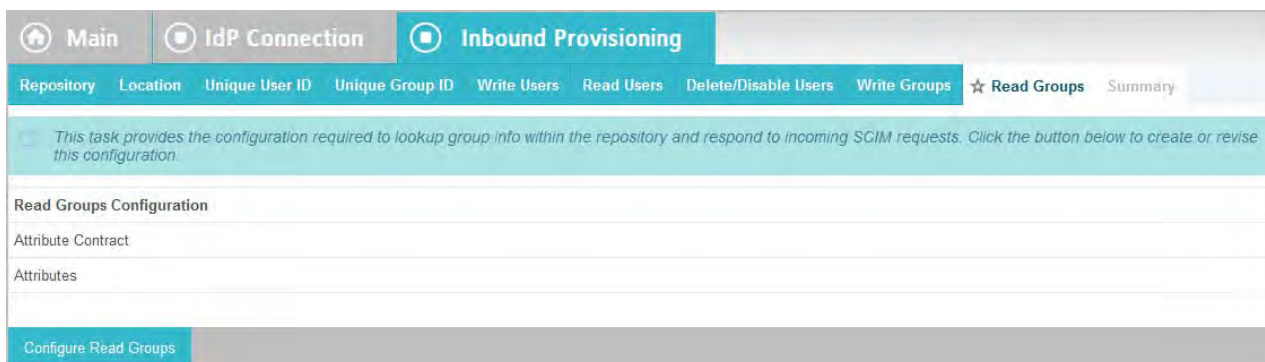 Main IdP Connection Inbound Provisioning
Repository Location Unique User ID Unique Group ID Write Users Read Users Delete/Disable Users Write Groups Read Groups Summary
This task provides the configuration required to lookup group info within the repository and respond to incoming SCIM requests. Click the button below to create or revise
this configuration.
Read Groups Configuration
Attribute Contract
Attributes
Configure Read Groups